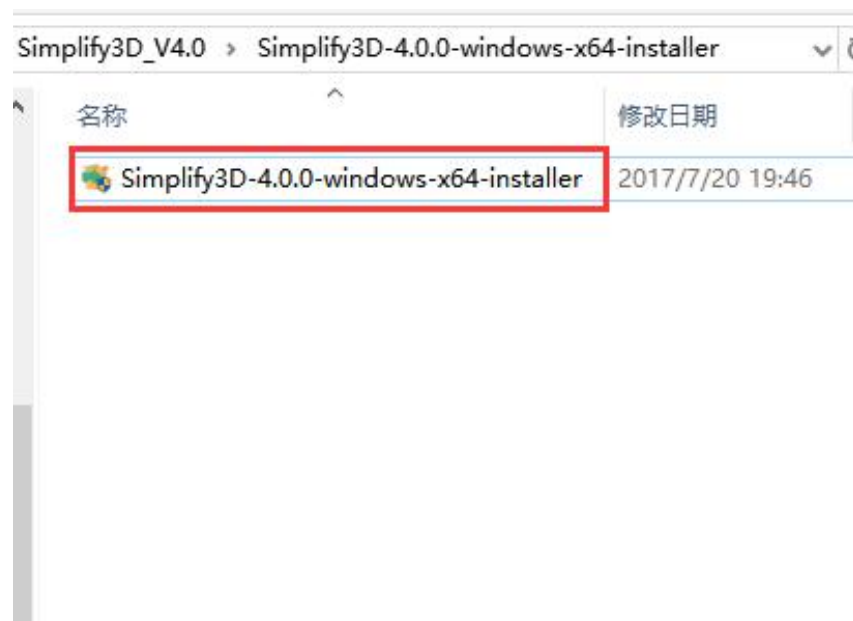 Simplify3D_V4.0 › Simplify3D-4.0.0-windows-x64-installer
名称 修改日期
Simplify3D-4.0.0-windows-x64-installer 2017/7/20 19:46